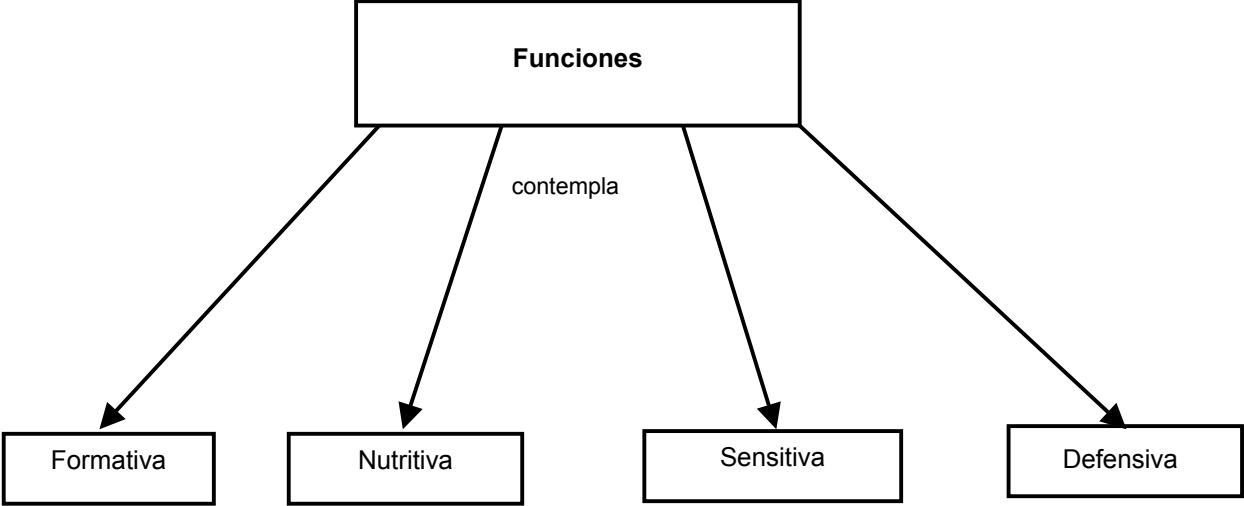 Funciones
contempla
Formativa
Nutritiva
Sensitiva
Defensiva